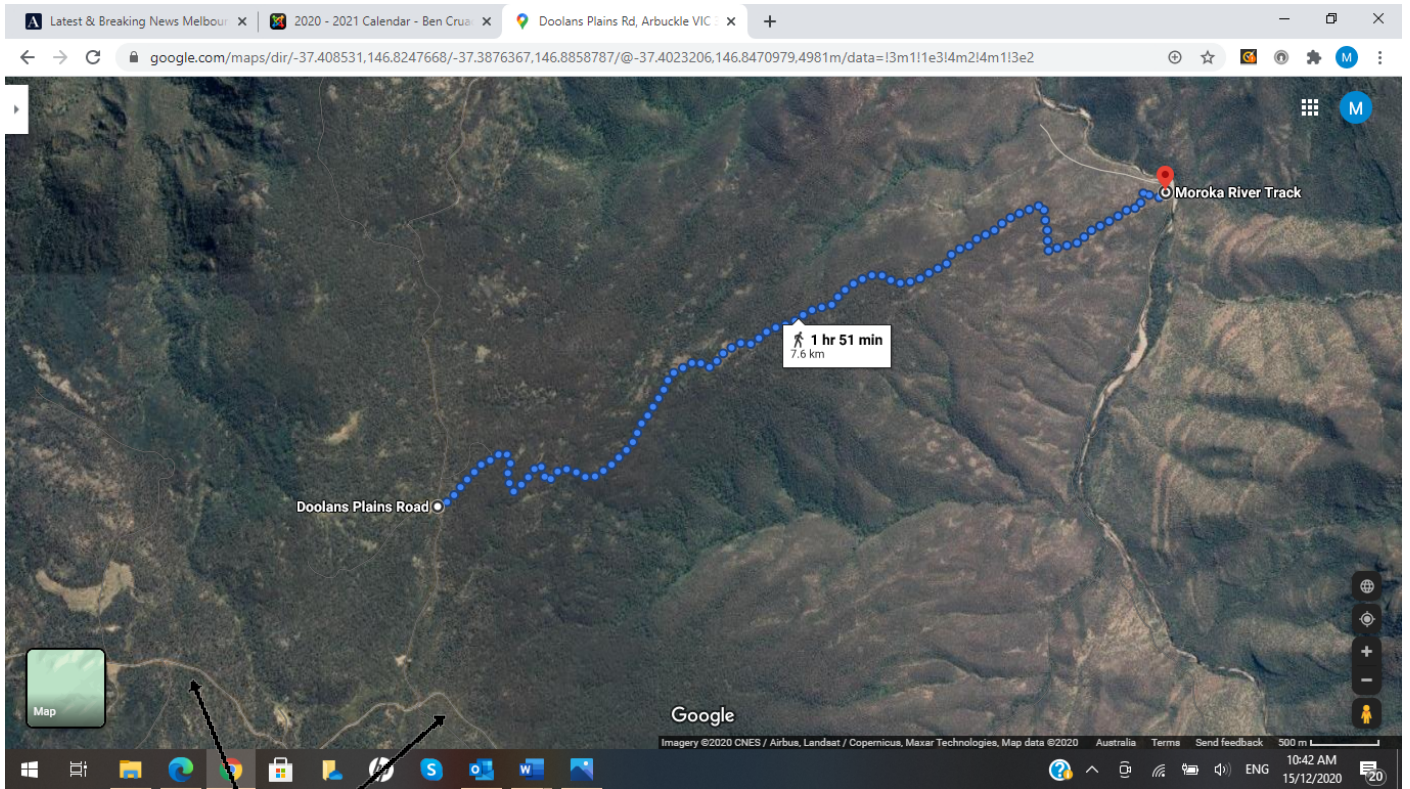 Latest & Breaking News Melbour
2020 - 2021 Calendar - Ben Crua
Doolans Plains Rd, Arbuckle VIC 3
google.com/maps/dir/-37.408531,146.8247668/-37.3876367,146.8858787/@-37.4023206,146.8470979,4981m/data=!3m1!1e3!4m2!4m1!3e2
M
M
Moroka River Track
1 hr 51 min
7.6 km
Doolans Plains Road
Map
Google
Imagery ©2020 CNES / Airbus, Landsat / Copernicus, Maxar Technologies, Map data ©2020 Australia Terms Send feedback 500 m
ENG
10:42 AM
15/12/2020
20